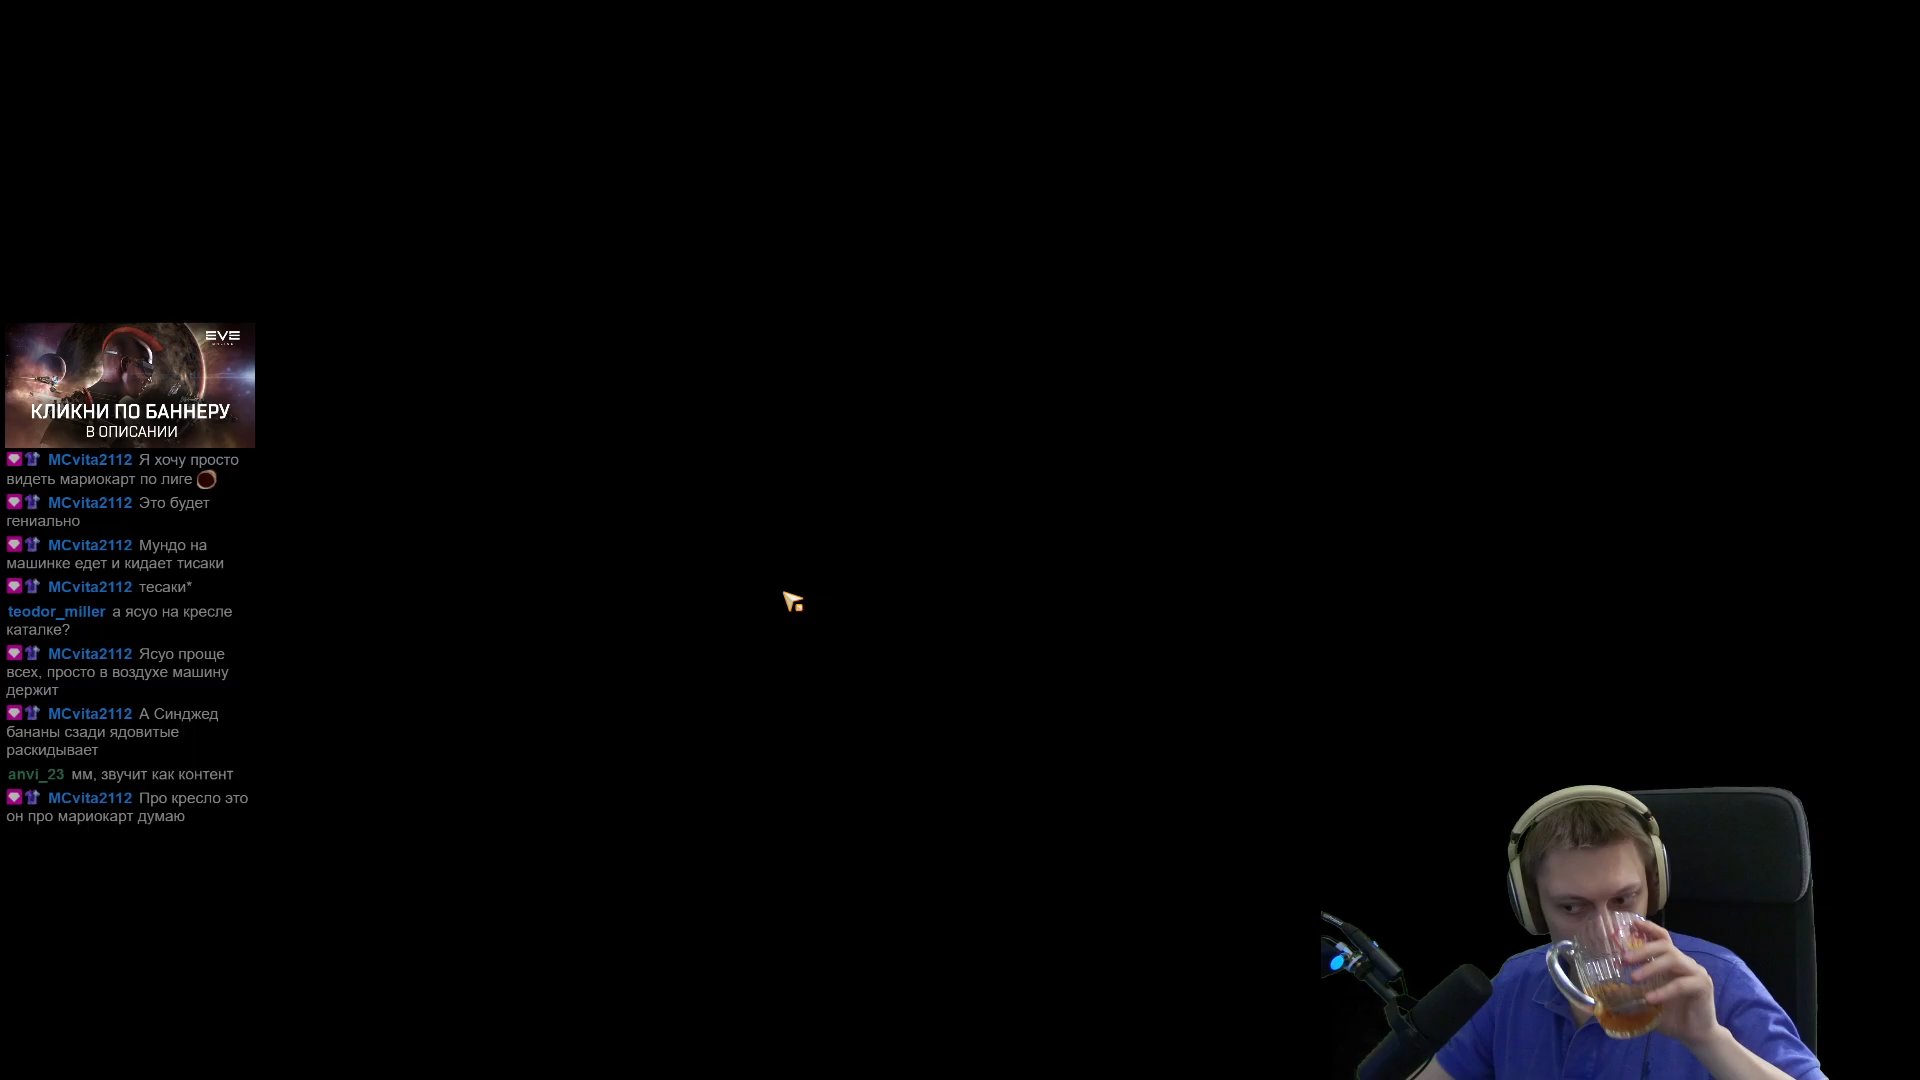 EVE
КЛИКНИ ПО БАННЕРУ
В ОПИСАНИИ
MCvita2112 Я хочу просто
видеть мариокарт по лиге
MCvita2112 Это будет
гениально
MCvita2112 Мундо на
машинке едет и кидает тисаки
MCvita2112 тесаки*
teodor_miller а ясуо на кресле
каталке?
MCvita2112 Ясуо проще
всех, просто в воздухе машину
держит
MCvita2112 А Синджед
бананы сзади ядовитые
раскидывает
anvi_23 мм, звучит как контент
MCvita2112 Про кресло это
он про мариокарт думаю